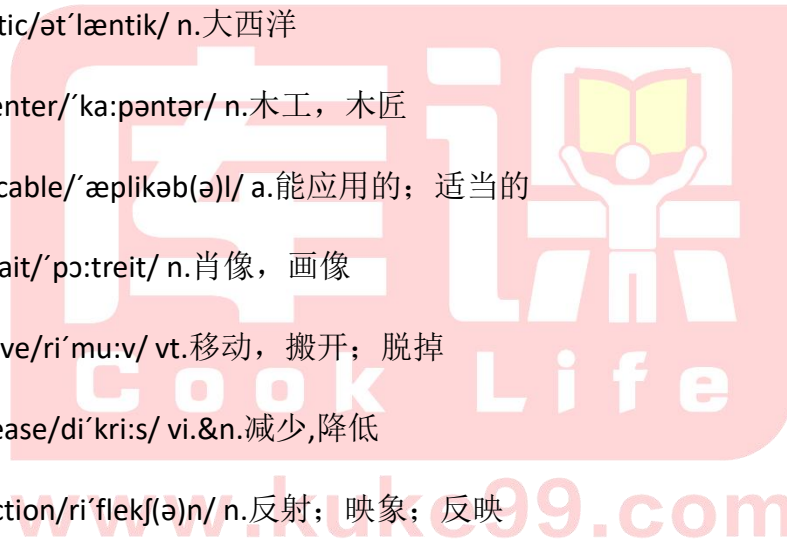 tic/ət´læntik/ n.大西洋
enter/´ka:pəntər/ n.木工，木匠
cable/´æplikəb(ə)l/ a.能应用的；适当的
ait/´pɔ:treit/ n.肖像，画像
ve/ri´mu:v/ vt.移动，搬开；脱掉
ease/di´kri:s/ vi.&n.减少,降低
ction/ri´flekʃ(ə)n/ n.反射；映象；反映
库课
Cook Life
www.kuke99.com